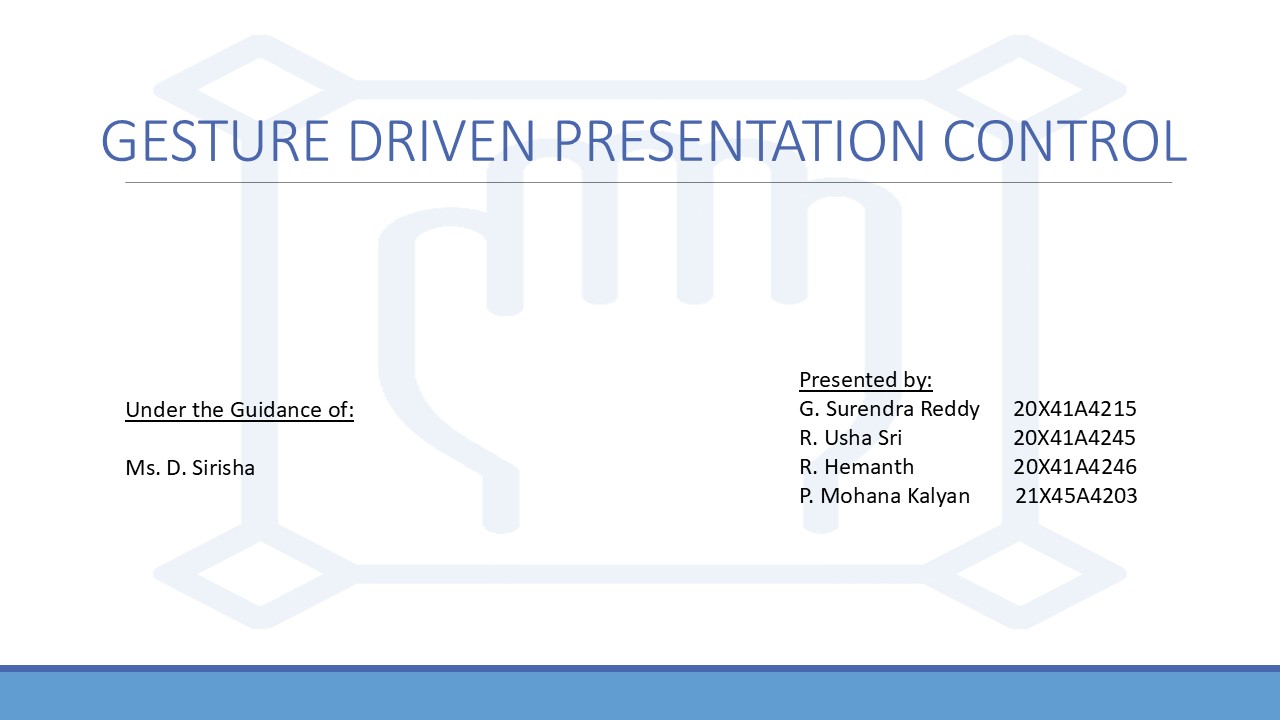 GESTURE DRIVEN PRESENTATION CONTROL
Under the Guidance of:
Ms. D. Sirisha
Presented by:
G. Surendra Reddy 20X41A4215
R. Usha Sri 20X41A4245
R. Hemanth 20X41A4246
P. Mohana Kalyan 21X45A4203